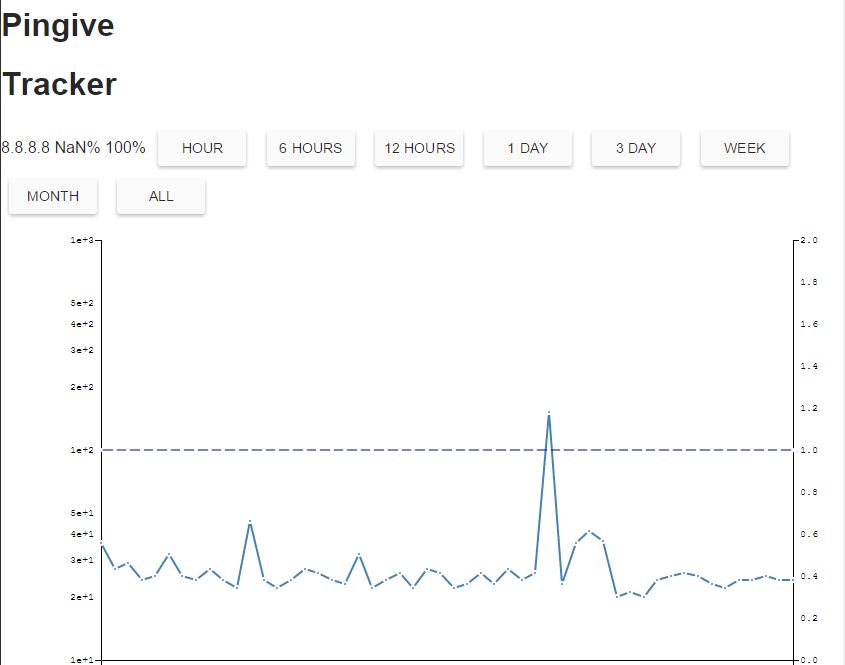 Pingive
Tracker
8.8.8.8 NaN% 100% HOUR 6 HOURS 12 HOURS 1 DAY 3 DAY WEEK
MONTH ALL
1e+3 2.0
1.8
5e+2
4e+2 1.6
3e+2
1.4
2e+2
1.2
1e+2 1.0
0.8
5e+1
4e+1 0.6
3e+1
0.4
2e+1
0.2
1e+1 0.0